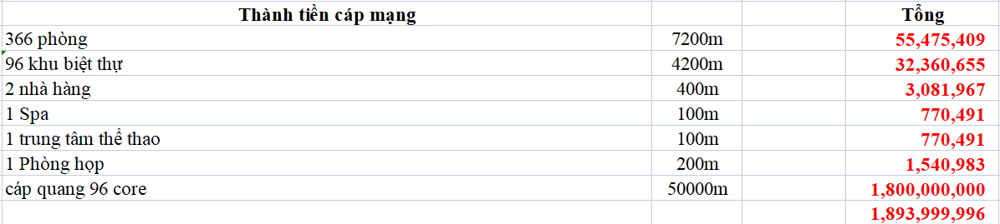 Thành tiền cáp mạng Tổng
366 phòng 7200m 55,475,409
96 khu biệt thự 4200m 32,360,655
2 nhà hàng 400m 3,081,967
1 Spa 100m 770,491
1 trung tâm thể thao 100m 770,491
1 Phòng họp 200m 1,540,983
cáp quang 96 core 50000m 1,800,000,000
1,893,999,996